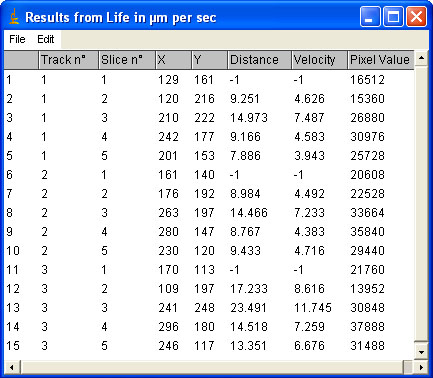 Results from Life in µm per sec
File Edit
Track n° Slice n° X Y Distance Velocity Pixel Value
1 1 1 129 161 -1 -1 16512
2 1 2 120 216 9.251 4.626 15360
3 1 3 210 222 14.973 7.487 26880
4 1 4 242 177 9.166 4.583 30976
5 1 5 201 153 7.886 3.943 25728
6 2 1 161 140 -1 -1 20608
7 2 2 176 192 8.984 4.492 22528
8 2 3 263 197 14.466 7.233 33664
9 2 4 280 147 8.767 4.383 35840
10 2 5 230 120 9.433 4.716 29440
11 3 1 170 113 -1 -1 21760
12 3 2 109 197 17.233 8.616 13952
13 3 3 241 248 23.491 11.745 30848
14 3 4 296 180 14.518 7.259 37888
15 3 5 246 117 13.351 6.676 31488